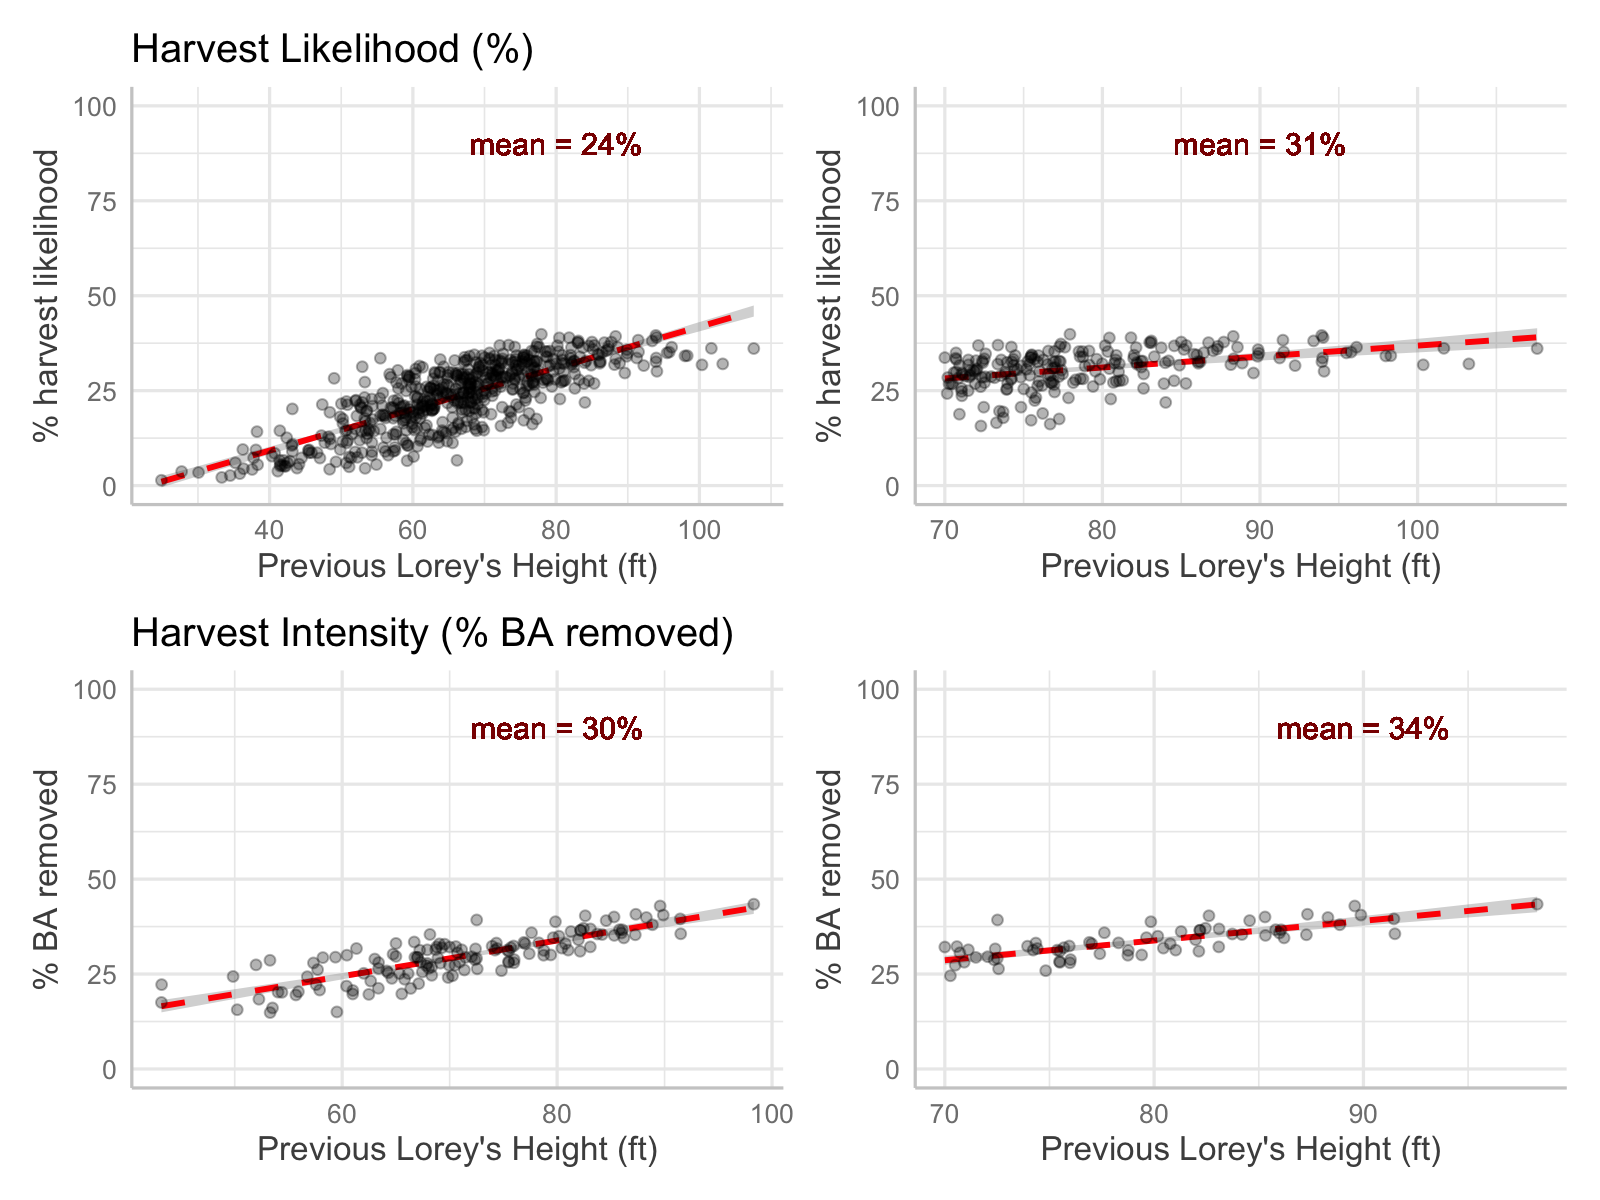 Harvest Likelihood (%)
% harvest likelihood
100
75
50
25
0
mean = 24%
40 60 80 100
Previous Lorey's Height (ft)
% harvest likelihood
100
75
50
25
0
mean = 31%
70 80 90 100
Previous Lorey's Height (ft)
Harvest Intensity (% BA removed)
% BA removed
100
75
50
25
0
mean = 30%
60 80 100
Previous Lorey's Height (ft)
% BA removed
100
75
50
25
0
mean = 34%
70 80 90
Previous Lorey's Height (ft)